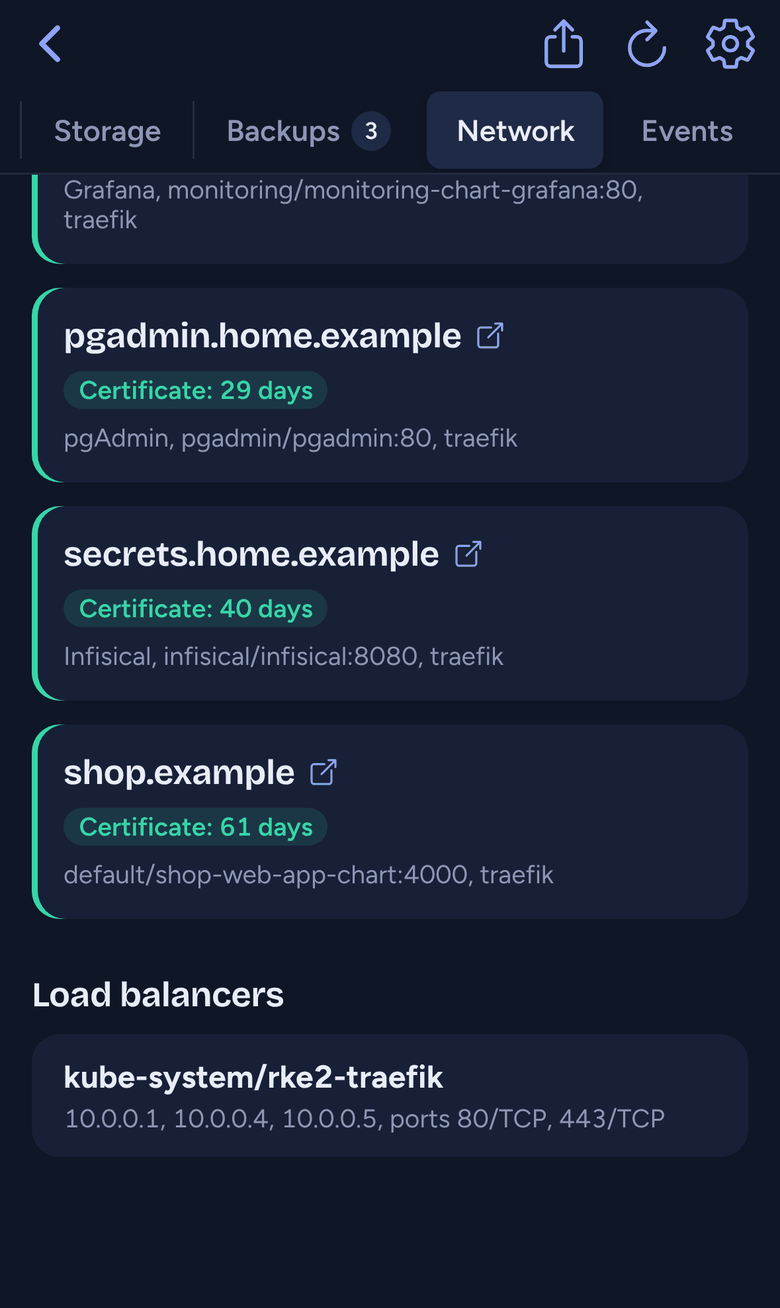 Storage
Backups 3
Network
Events
Grafana, monitoring/monitoring-chart-grafana:80,
traefik
pgadmin.home.example
Certificate: 29 days
pgAdmin, pgadmin/pgadmin:80, traefik
secrets.home.example
Certificate: 40 days
Infisical, infisical/infisical:8080, traefik
shop.example
Certificate: 61 days
default/shop-web-app-chart:4000, traefik
Load balancers
kube-system/rke2-traefik
10.0.0.1, 10.0.0.4, 10.0.0.5, ports 80/TCP, 443/TCP